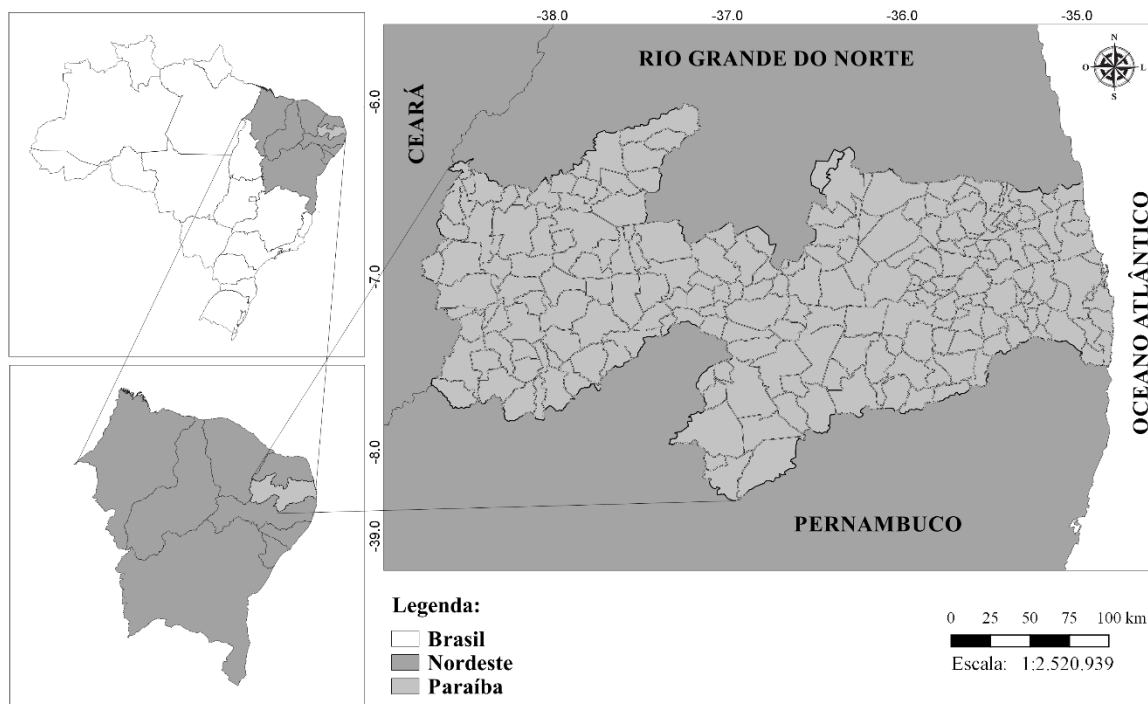 -38.0 -37.0 -36.0 -35.0
RIO GRANDE DO NORTE
N
O L
S
-6.0
CEARÁ
-7.0
OCEANO ATLÂNTICO
-8.0
PERNAMBUCO
-39.0
Legenda:
Brasil
Nordeste
Paraíba
0 25 50 75 100 km
Escala: 1:2.520.939